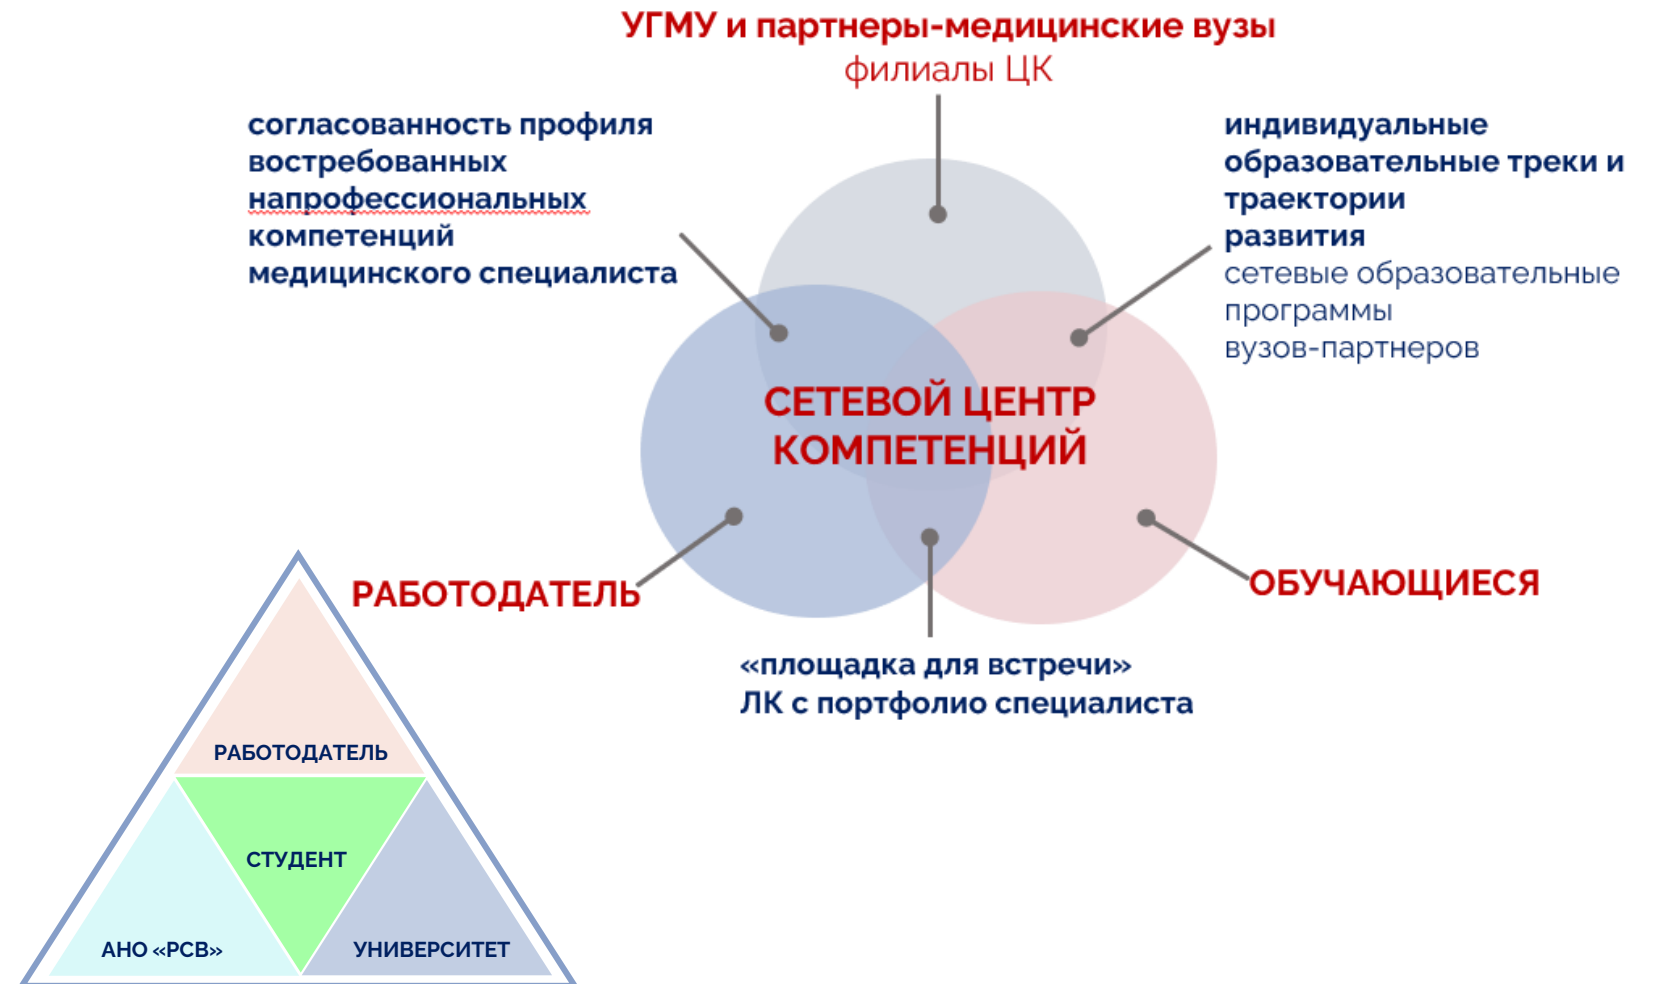 УГМУ и партнеры-медицинские вузы
филиалы ЦК
согласованность профиля
востребованных
напрофессиональных
компетенций
медицинского специалиста
индивидуальные
образовательные треки и
траектории
развития
сетевые образовательные
программы
вузов-партнеров
СЕТЕВОЙ ЦЕНТР
КОМПЕТЕНЦИЙ
РАБОТОДАТЕЛЬ
ОБУЧАЮЩИЕСЯ
«площадка для встречи»
ЛК с портфолио специалиста
РАБОТОДАТЕЛЬ
СТУДЕНТ
АНО «РСВ»
УНИВЕРСИТЕТ